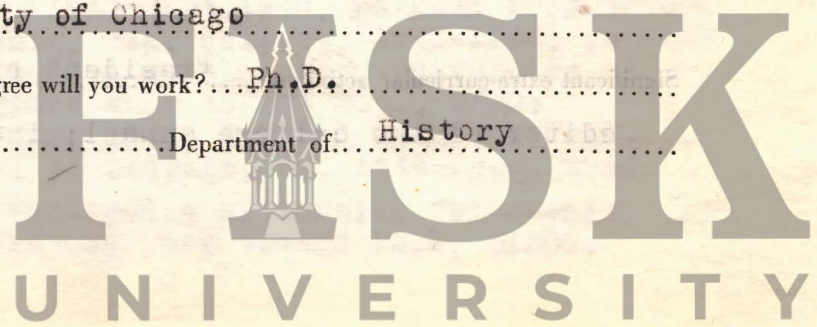 ty of Chicago
gree will you work? Ph.D.
Department of History
FISK
UNIVERSITY